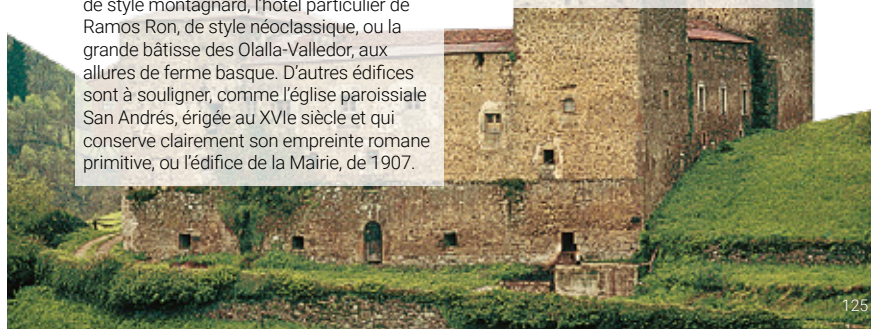 de style montagnard, l'hôtel particulier de
Ramos Ron, de style néoclassique, ou la
grande bâtisse des Olalla-Valledor, aux
allures de ferme basque. D'autres édifices
sont à souligner, comme l'église paroissiale
San Andrés, érigée au XVIe siècle et qui
conserve clairement son empreinte romane
primitive, ou l'édifice de la Mairie, de 1907.
125